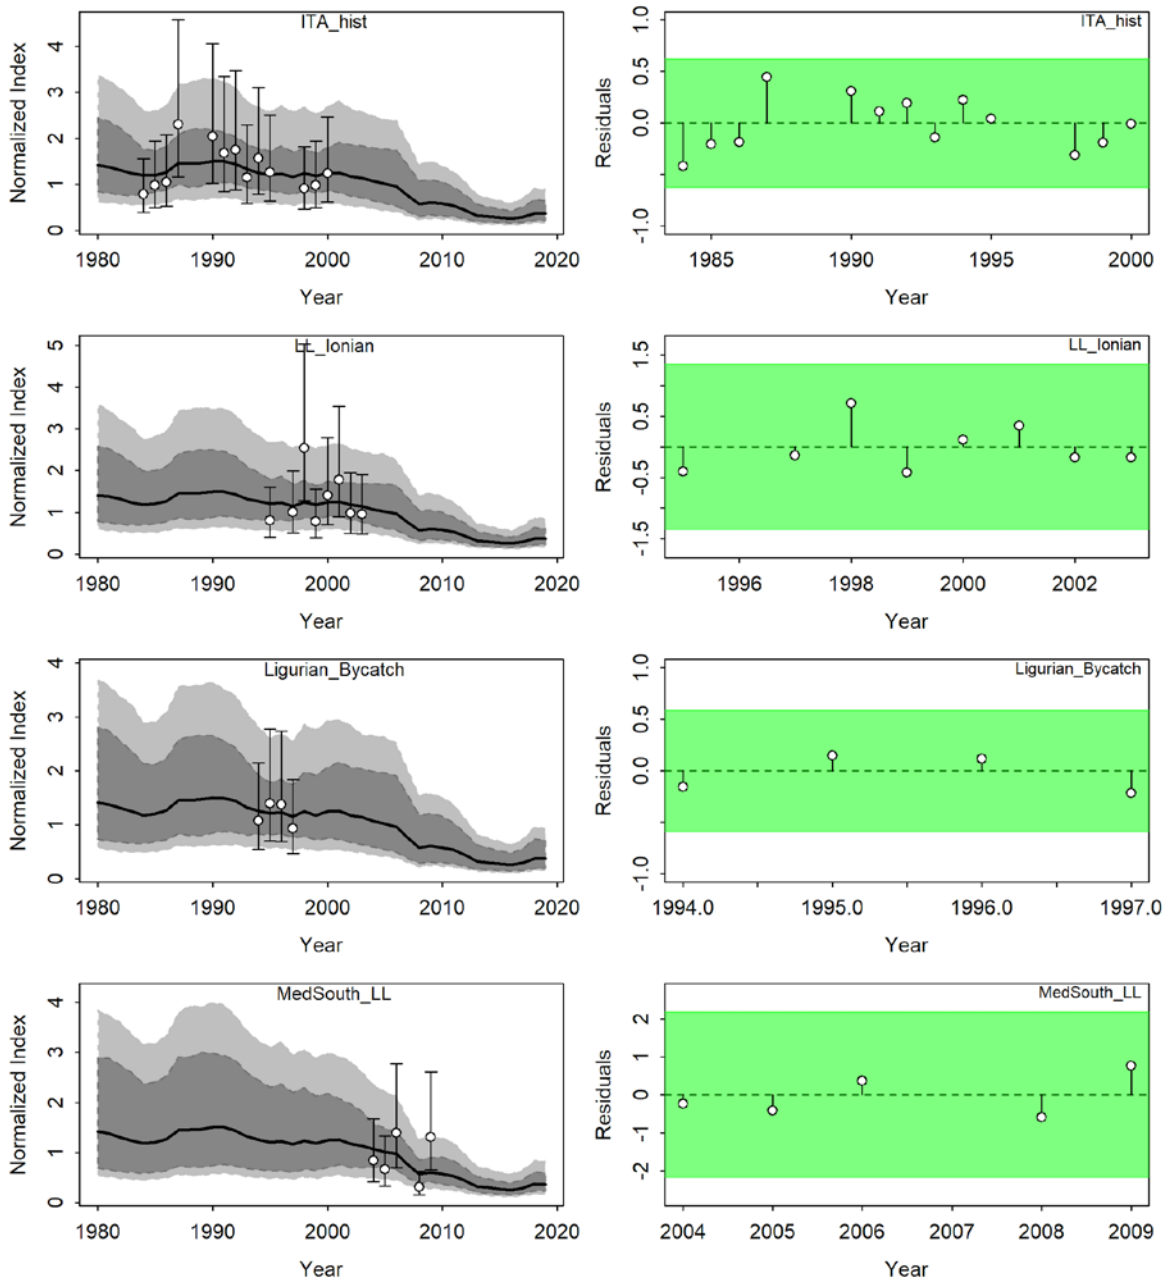 ITA_hist
Normalized Index
4
3
2
1
0
1980 1990 2000 2010 2020
Year
ITA_hist
Residuals
1.0
0.5
0.0
-1.0
1985 1990 1995 2000
Year
LL_Ionian
Normalized Index
5
4
3
2
1
0
1980 1990 2000 2010 2020
Year
LL_Ionian
Residuals
1.5
0.5
-0.5
-1.5
1996 1998 2000 2002
Year
Ligurian_Bycatch
Normalized Index
4
3
2
1
0
1980 1990 2000 2010 2020
Year
Ligurian_Bycatch
Residuals
1.0
0.5
0.0
-1.0
1994.0 1995.0 1996.0 1997.0
Year
MedSouth_LL
Normalized Index
4
3
2
1
0
1980 1990 2000 2010 2020
Year
MedSouth_LL
Residuals
2
1
0
-1
-2
2004 2005 2006 2007 2008 2009
Year